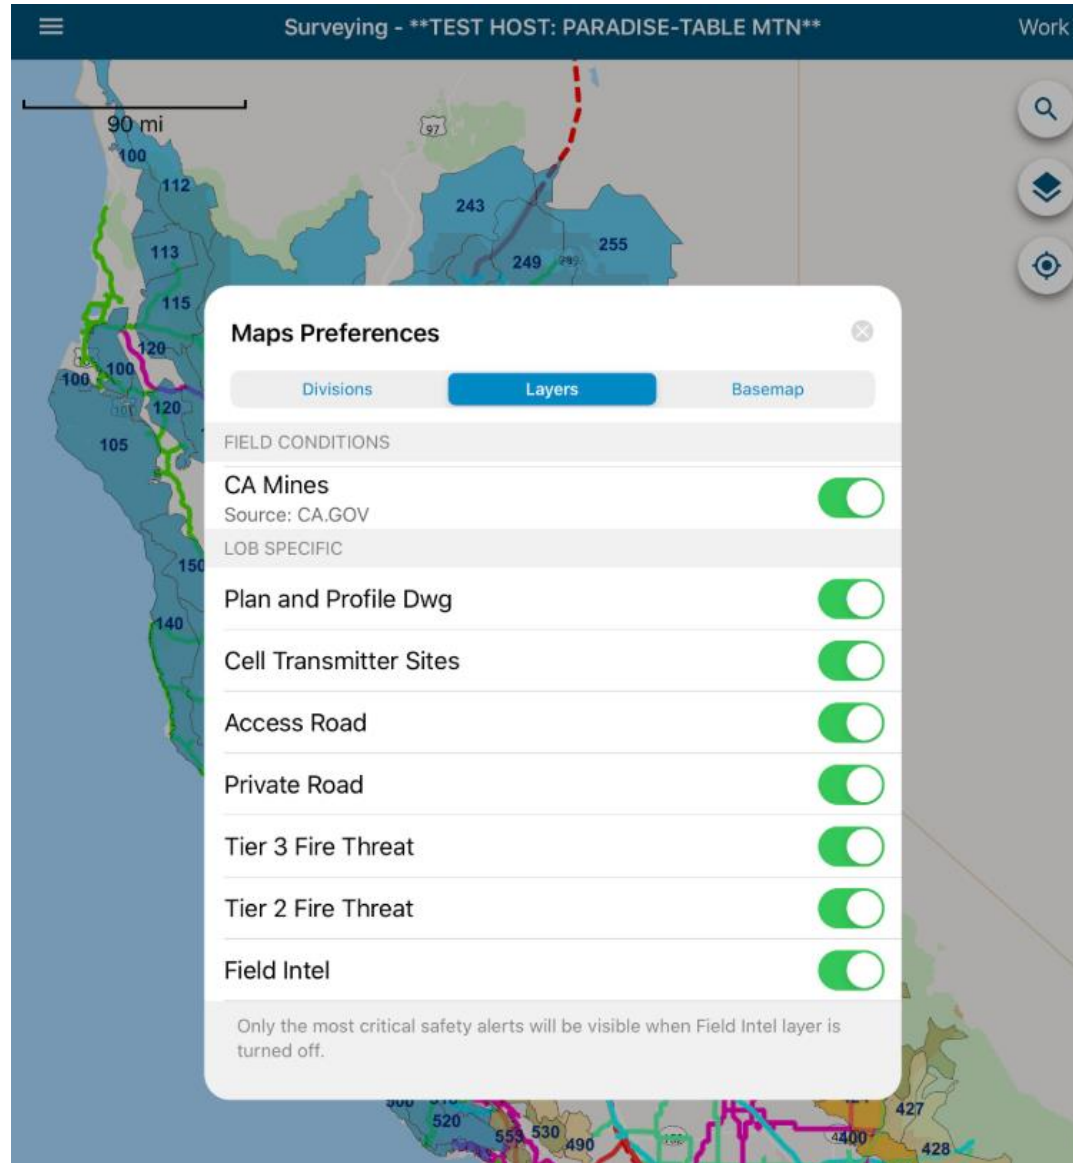 Surveying - **TEST HOST: PARADISE-TABLE MTN**
Work
90 mi
97
100
112
243
255
113
249
299
115
120
100
100
101
120
105
150
140
Maps Preferences
Divisions
Layers
Basemap
FIELD CONDITIONS
CA Mines
Source: CA.GOV
LOB SPECIFIC
Plan and Profile Dwg
Cell Transmitter Sites
Access Road
Private Road
Tier 3 Fire Threat
Tier 2 Fire Threat
Field Intel
Only the most critical safety alerts will be visible when Field Intel layer is
turned off.
427
520
559
530
490
400
428